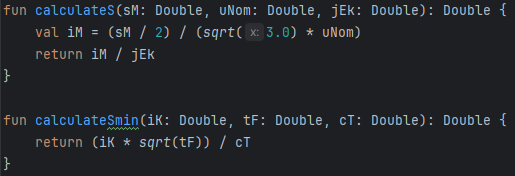 fun calculateS(sM: Double, uNom: Double, jEk: Double): Double {
    val iM = (sM / 2) / (sqrt( x: 3.0) * uNom)
    return iM / jEk
}

fun calculateSmin(iK: Double, tF: Double, cT: Double): Double {
    return (iK * sqrt(tF)) / cT
}